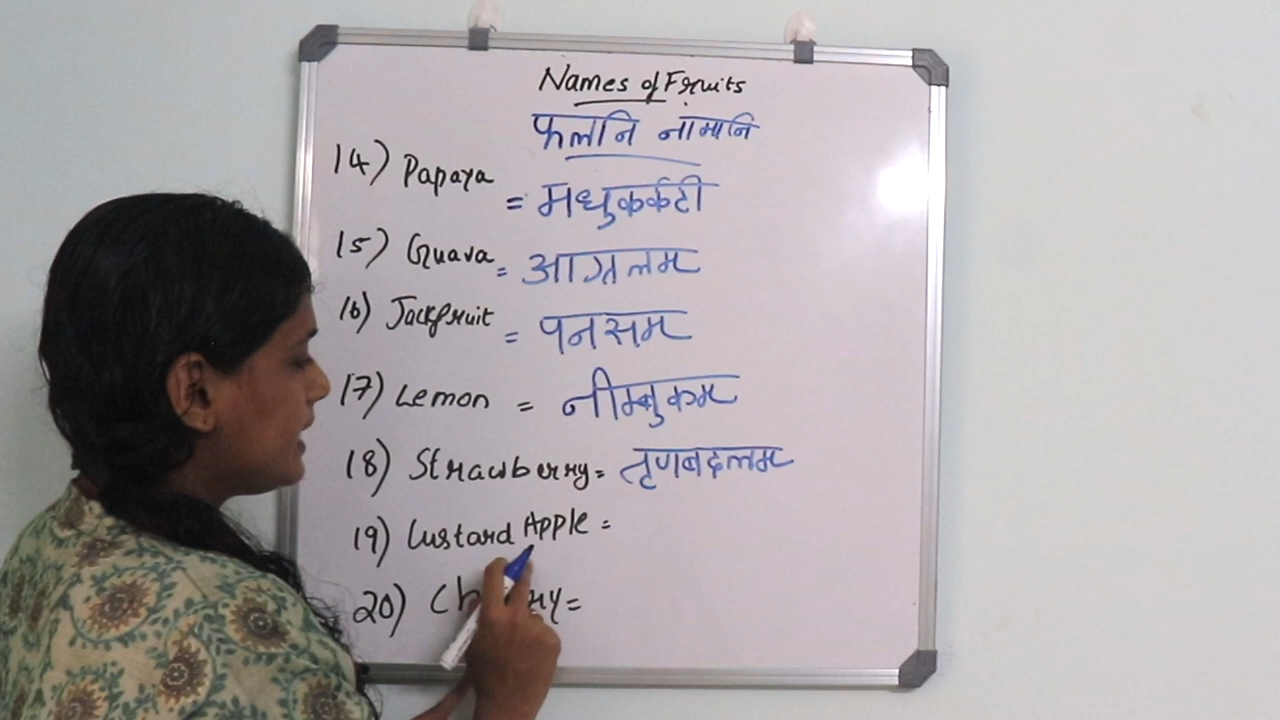 Names of Fruits
फलनि नामानि
14) Papaya = मधुकर्कटी
15) Guava = आम्रलम
16) Jackfruit = पनसम
17) Lemon = नीम्बुकम
18) Strawberry = तृणबदलम
19) Custard Apple =
20) =